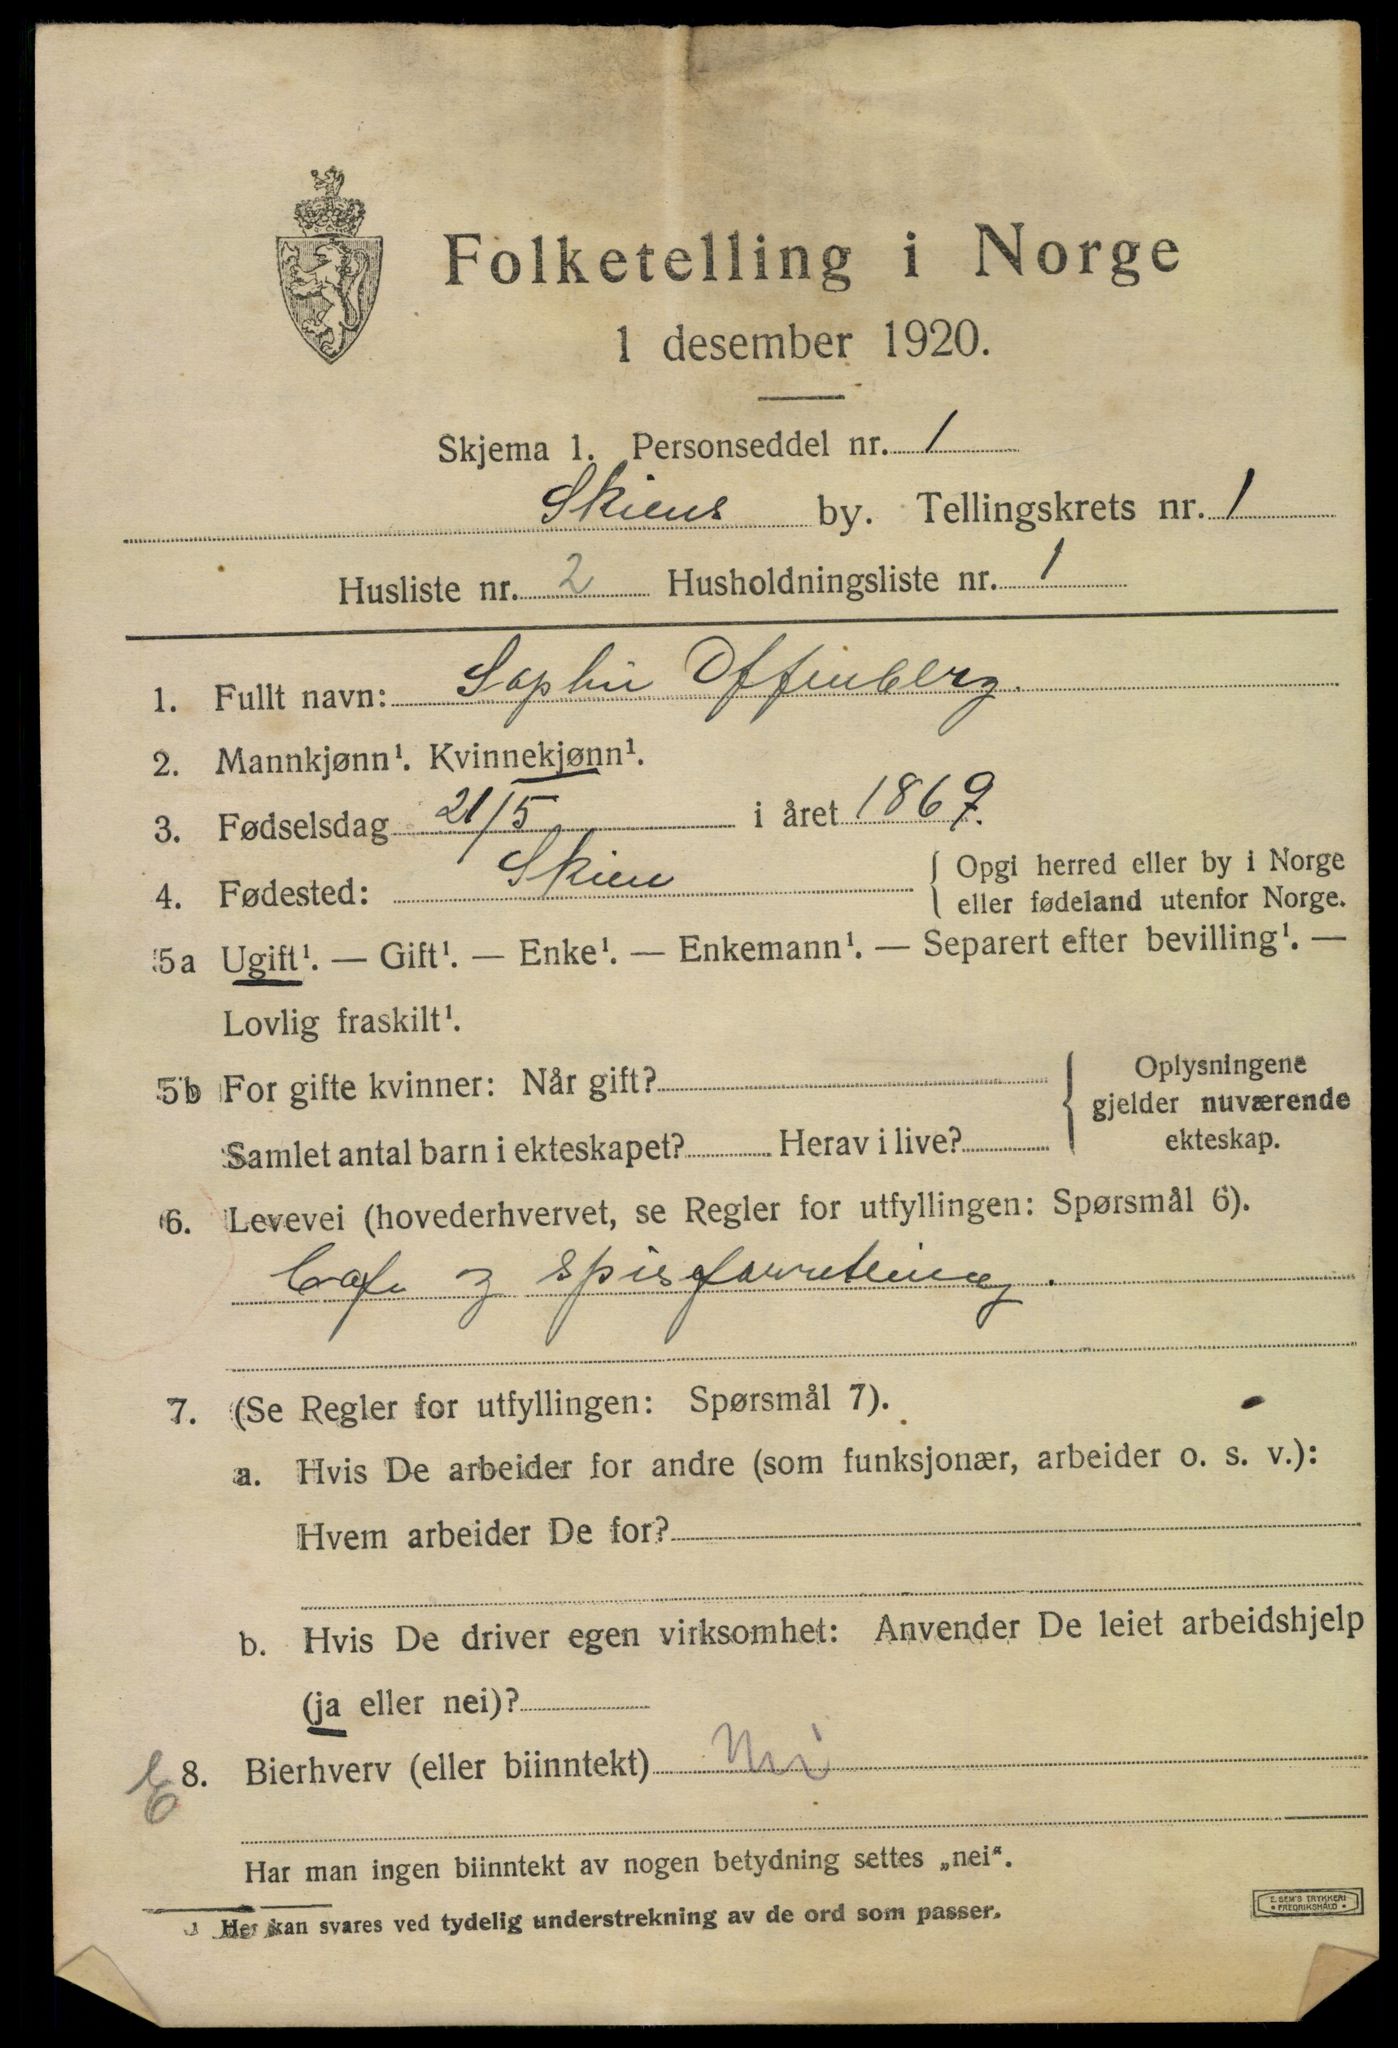 Folketelling i Norge
1 desember 1920.
Skjema 1. Personseddel nr. 1
Skiens by. Tellingskrets nr. 1
Husliste nr. 2 Husholdningsliste nr. 1
1. Fullt navn: Sophie Offenberg.
2. Mannkjønn¹. Kvinnekjønn¹.
3. Fødselsdag 21/5 i året 1869.
4. Fødested: Skien { Opgi herred eller by i Norge
eller fødeland utenfor Norge.
5a Ugift¹. — Gift¹. — Enke¹. — Enkemann¹. — Separert efter bevilling¹. —
Lovlig fraskilt¹.
5b For gifte kvinner: Når gift? { Oplysningene
gjelder nuværende
ekteskap.
Samlet antal barn i ekteskapet? Herav i live?
6. Levevei (hovederhvervet, se Regler for utfyllingen: Spørsmål 6).
Cafe og spiseforretning.
7. (Se Regler for utfyllingen: Spørsmål 7).
a. Hvis De arbeider for andre (som funksjonær, arbeider o. s. v.):
Hvem arbeider De for?
b. Hvis De driver egen virksomhet: Anvender De leiet arbeidshjelp
(ja eller nei)?
8. Bierhverv (eller biinntekt) Nei
Har man ingen biinntekt av nogen betydning settes „nei“.
¹ Her kan svares ved tydelig understrekning av de ord som passer.
E. SEM'S TRYKKERI
• FREDRIKSHALD •